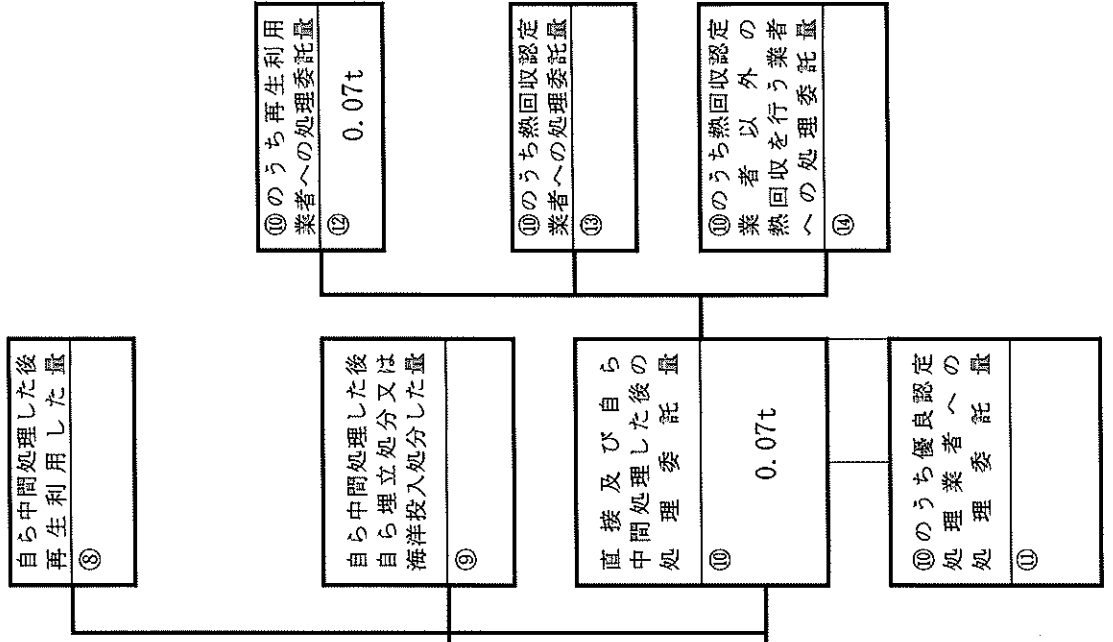 自ら中間処理した後
再生利用した量
⑧
自ら中間処理した後
自ら埋立処分又は
海洋投入処分した量
⑨
直接及び自ら
中間処理した後の
処理委託量
⑩
0.07t
⑩のうち優良認定
処理業者への
処理委託量
⑪
⑩のうち再生利用
業者への処理委託量
⑫
0.07t
⑩のうち熱回収認定
業者への処理委託量
⑬
⑩のうち熱回収認定
業者以外の
熱回収を行う業者
への処理委託量
⑭